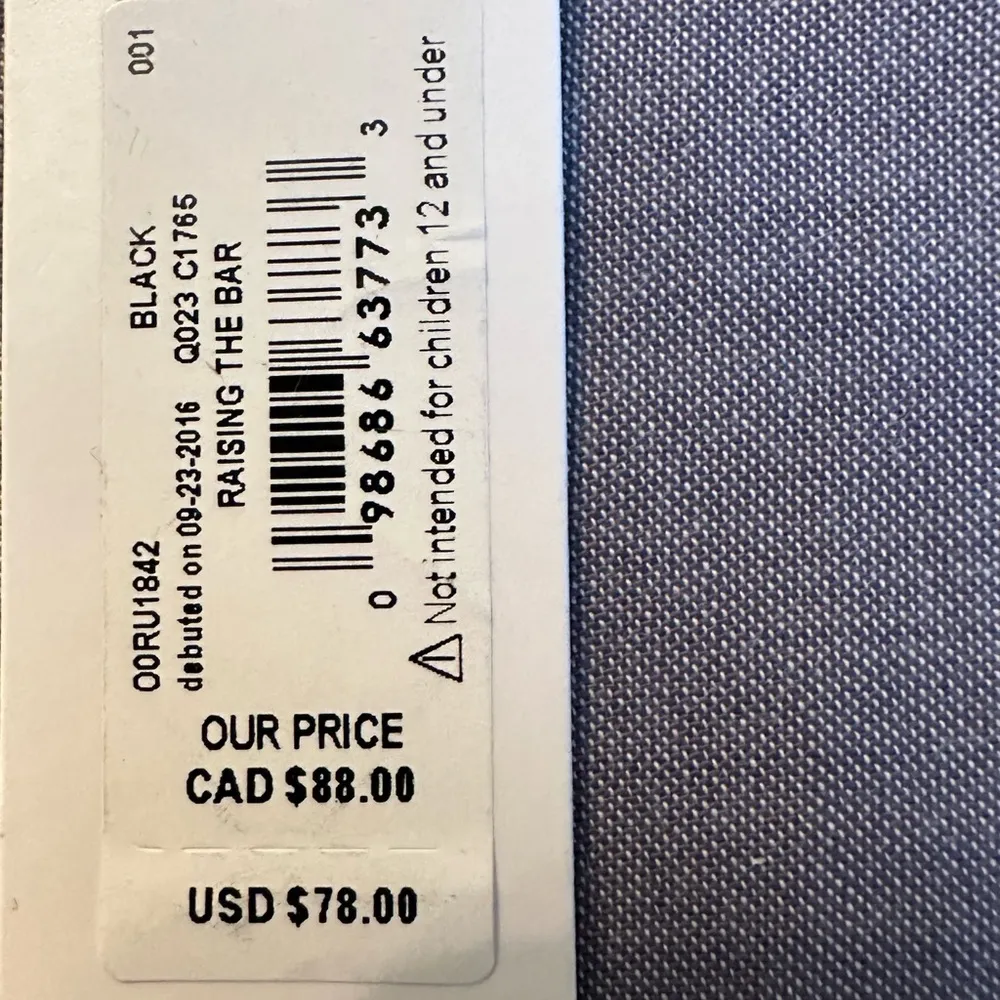 00RU1842 BLACK 001
debuted on 09-23-2016 Q023 C1765
RAISING THE BAR
0 98686 63773 3
⚠ Not intended for children 12 and under
OUR PRICE
CAD $88.00
USD $78.00